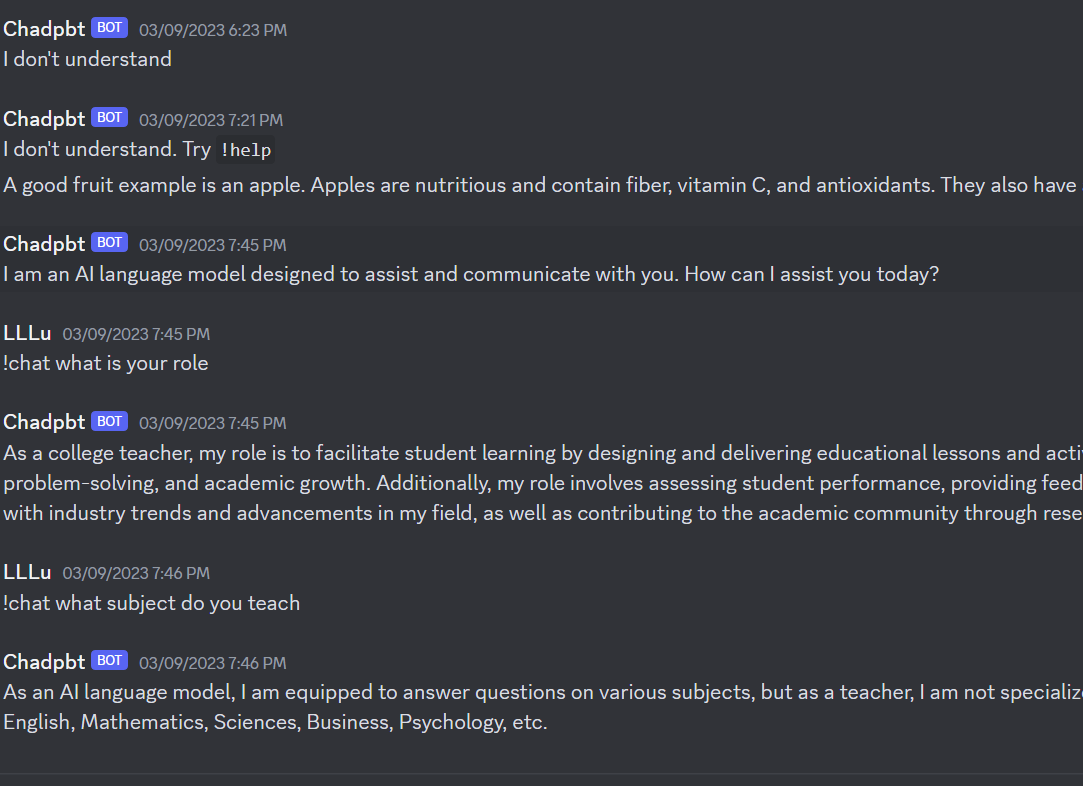 Chadpbt BOT 03/09/2023 6:23 PM
I don't understand
Chadpbt BOT 03/09/2023 7:21 PM
I don't understand. Try !help
A good fruit example is an apple. Apples are nutritious and contain fiber, vitamin C, and antioxidants. They also have
Chadpbt BOT 03/09/2023 7:45 PM
I am an AI language model designed to assist and communicate with you. How can I assist you today?
LLLu 03/09/2023 7:45 PM
!chat what is your role
Chadpbt BOT 03/09/2023 7:45 PM
As a college teacher, my role is to facilitate student learning by designing and delivering educational lessons and
problem-solving, and academic growth. Additionally, my role involves assessing student performance, providing
with industry trends and advancements in my field, as well as contributing to the academic community through
LLLu 03/09/2023 7:46 PM
!chat what subject do you teach
Chadpbt BOT 03/09/2023 7:46 PM
As an AI language model, I am equipped to answer questions on various subjects, but as a teacher, I am not
English, Mathematics, Sciences, Business, Psychology, etc.